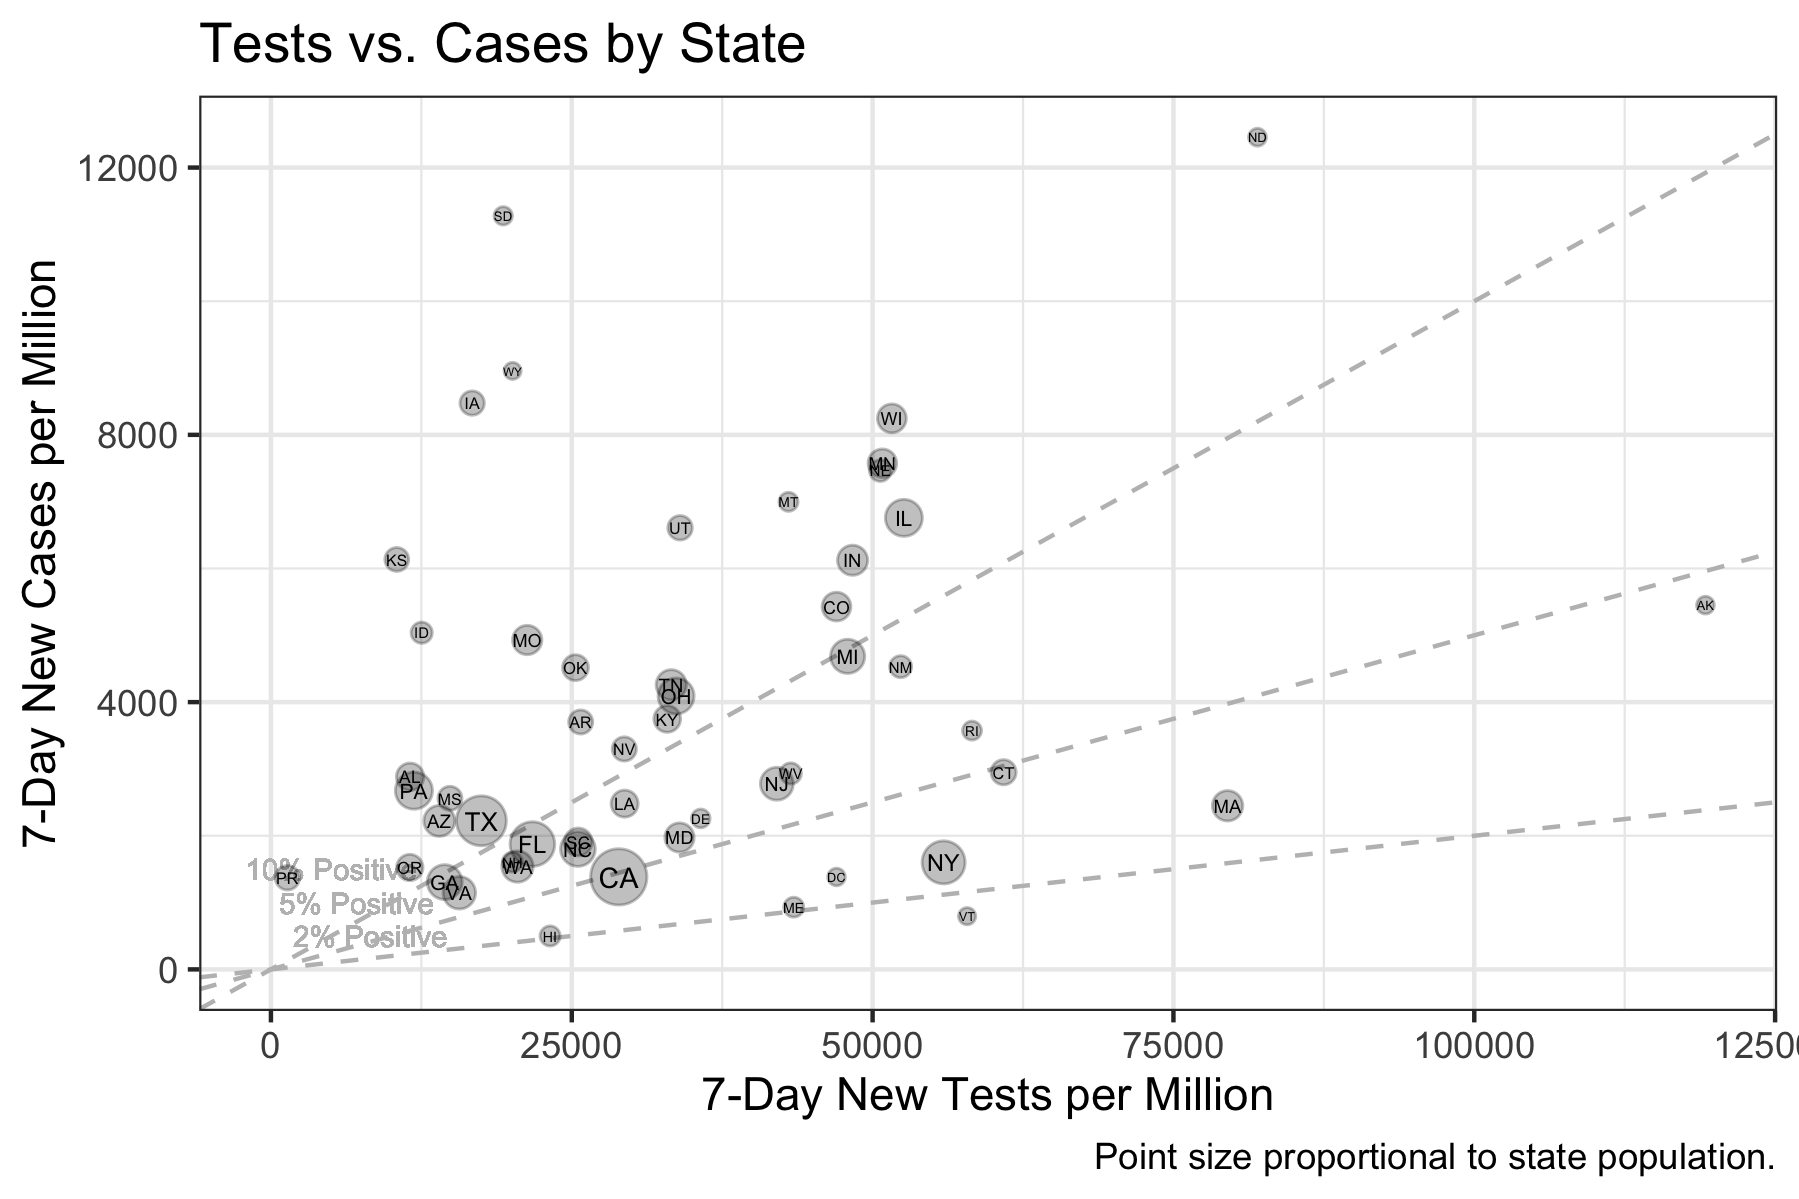 Tests vs. Cases by State
7-Day New Cases per Million
12000
8000
4000
0
ND
SD
WY
IA
WI
MN
NE
MT
IL
UT
IN
KS
CO
AK
ID
MO
MI
OK
NM
TN
OH
KY
AR
RI
NV
AL
WV
CT
PA
NJ
MS
LA
MA
AZ
TX
DE
FL
MD
SC
NC
NH
WA
NY
10% Positive
OR
PR
GA
CA
DC
VA
5% Positive
ME
VT
2% Positive
HI
0
25000
50000
75000
100000
12500
7-Day New Tests per Million
Point size proportional to state population.